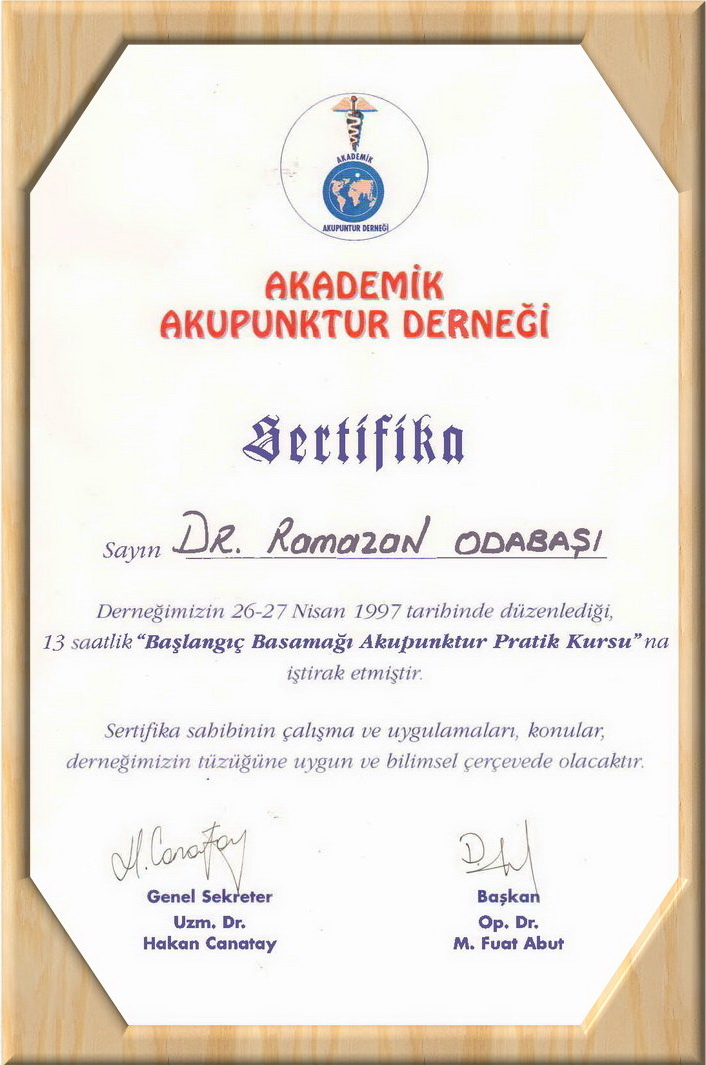 AKADEMİK
AKUPUNTUR DERNEĞİ
AKADEMİK
AKUPUNKTUR DERNEĞİ
Sertifika
Sayın DR. Ramazan ODABAŞI
Derneğimizin 26-27 Nisan 1997 tarihinde düzenlediği,
13 saatlik "Başlangıç Basamağı Akupunktur Pratik Kursu" na
iştirak etmiştir.
Sertifika sahibinin çalışma ve uygulamaları, konular,
derneğimizin tüzüğüne uygun ve bilimsel çerçevede olacaktır.
H. Canatay
Genel Sekreter
Uzm. Dr.
Hakan Canatay
Başkan
Op. Dr.
M. Fuat Abut